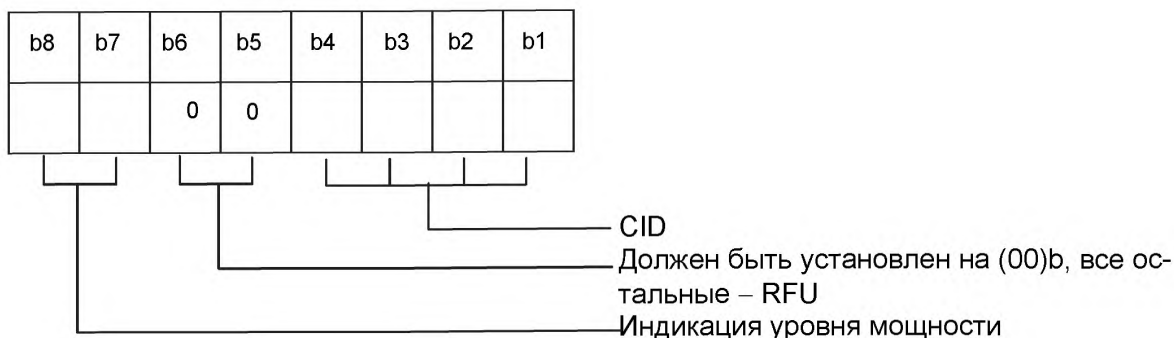 b8 b7 b6 b5 b4 b3 b2 b1
0 0
CID
Должен быть установлен на (00)b, все ос-
тальные – RFU
Индикация уровня мощности